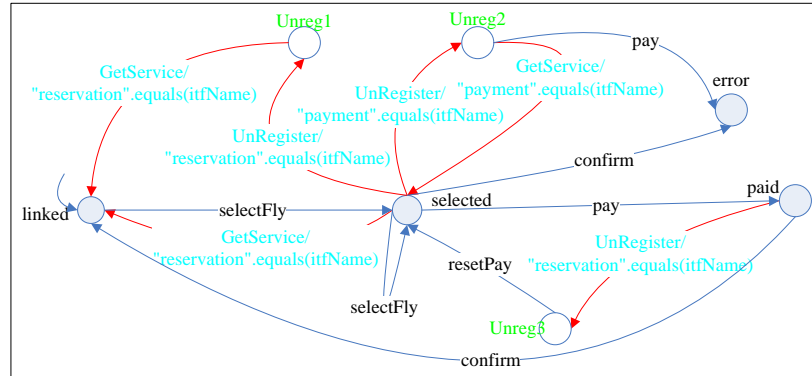 Unreg1
Unreg2
pay
GetService/
"reservation".equals(itfName)
GetService/
"payment".equals(itfName)
error
UnRegister/
"payment".equals(itfName)
UnRegister/
"reservation".equals(itfName)
confirm
linked
selectFly
selected
pay
paid
GetService/
"reservation".equals(itfName)
UnRegister/
"reservation".equals(itfName)
resetPay
selectFly
Unreg3
confirm